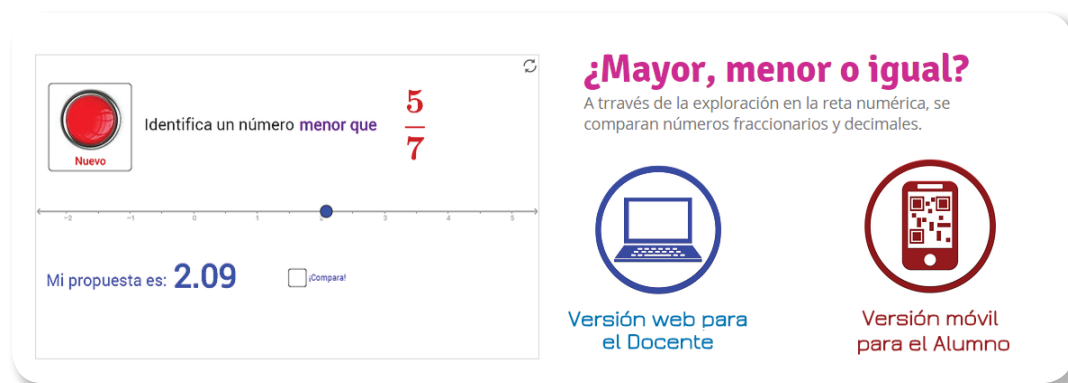 ¿Mayor, menor o igual?
A trravés de la exploración en la reta numérica, se
comparan números fraccionarios y decimales.
Identifica un número menor que
5
7
Nuevo
-2 -1 0 1 2 3 4 5
Mi propuesta es: 2.09
¡Compara!
Versión web para
el Docente
Versión móvil
para el Alumno